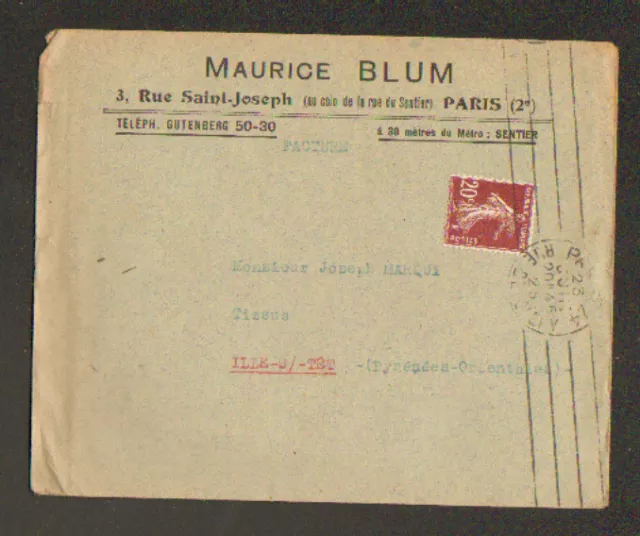 MAURICE BLUM
3, Rue Saint-Joseph (au coin de la rue du Sentier) PARIS (2e)
TÉLÉPH. GUTENBERG 50-30
à 30 mètres du Métro : SENTIER
FACTURE
20c
Monsieur Joseph MARQUI
Tissus
ILLE-S/-TET -(Pyrénées-Orientales)-